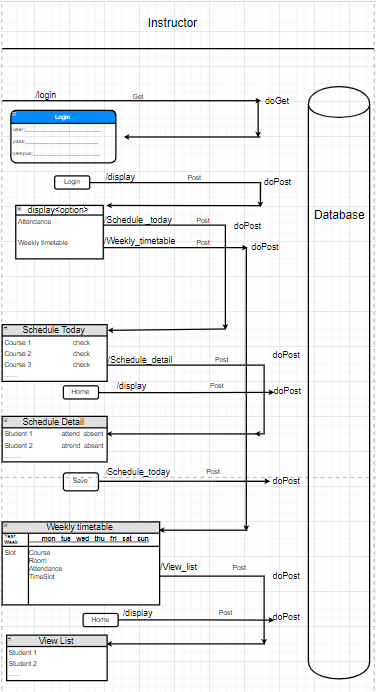 Instructor
/login
Get
doGet
Login
user:
pass:
campus:
Login
/display
Post
doPost
display<option>
Attendance
/Schedule_today
Post
doPost
Database
Weekly timetable
/Weekly_timetable
Post
doPost
Schedule Today
Course 1 check
Course 2 check
Course 3 check
.......
/Schedule_detail
Post
doPost
Home
/display
Post
doPost
Schedule Detail
Student 1 attend absent
Student 2 atrend absent
.........
Save
/Schedule_today
Post
doPost
Weekly timetable
Year
Week
mon tue wed thu fri sat sun
Slot
Course
Room
Attendance
TimeSlot
/View_list
Post
doPost
Home
/display
Post
doPost
View List
Student 1
Student 2
......